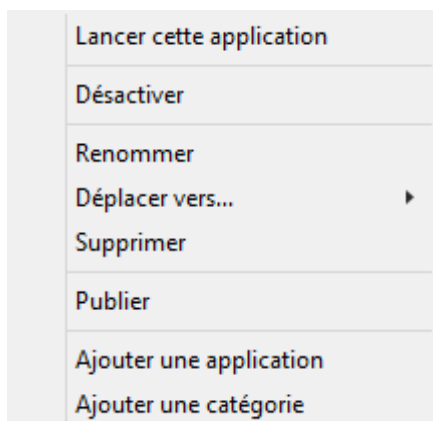 Lancer cette application
Désactiver
Renommer
Déplacer vers...
Supprimer
Publier
Ajouter une application
Ajouter une catégorie